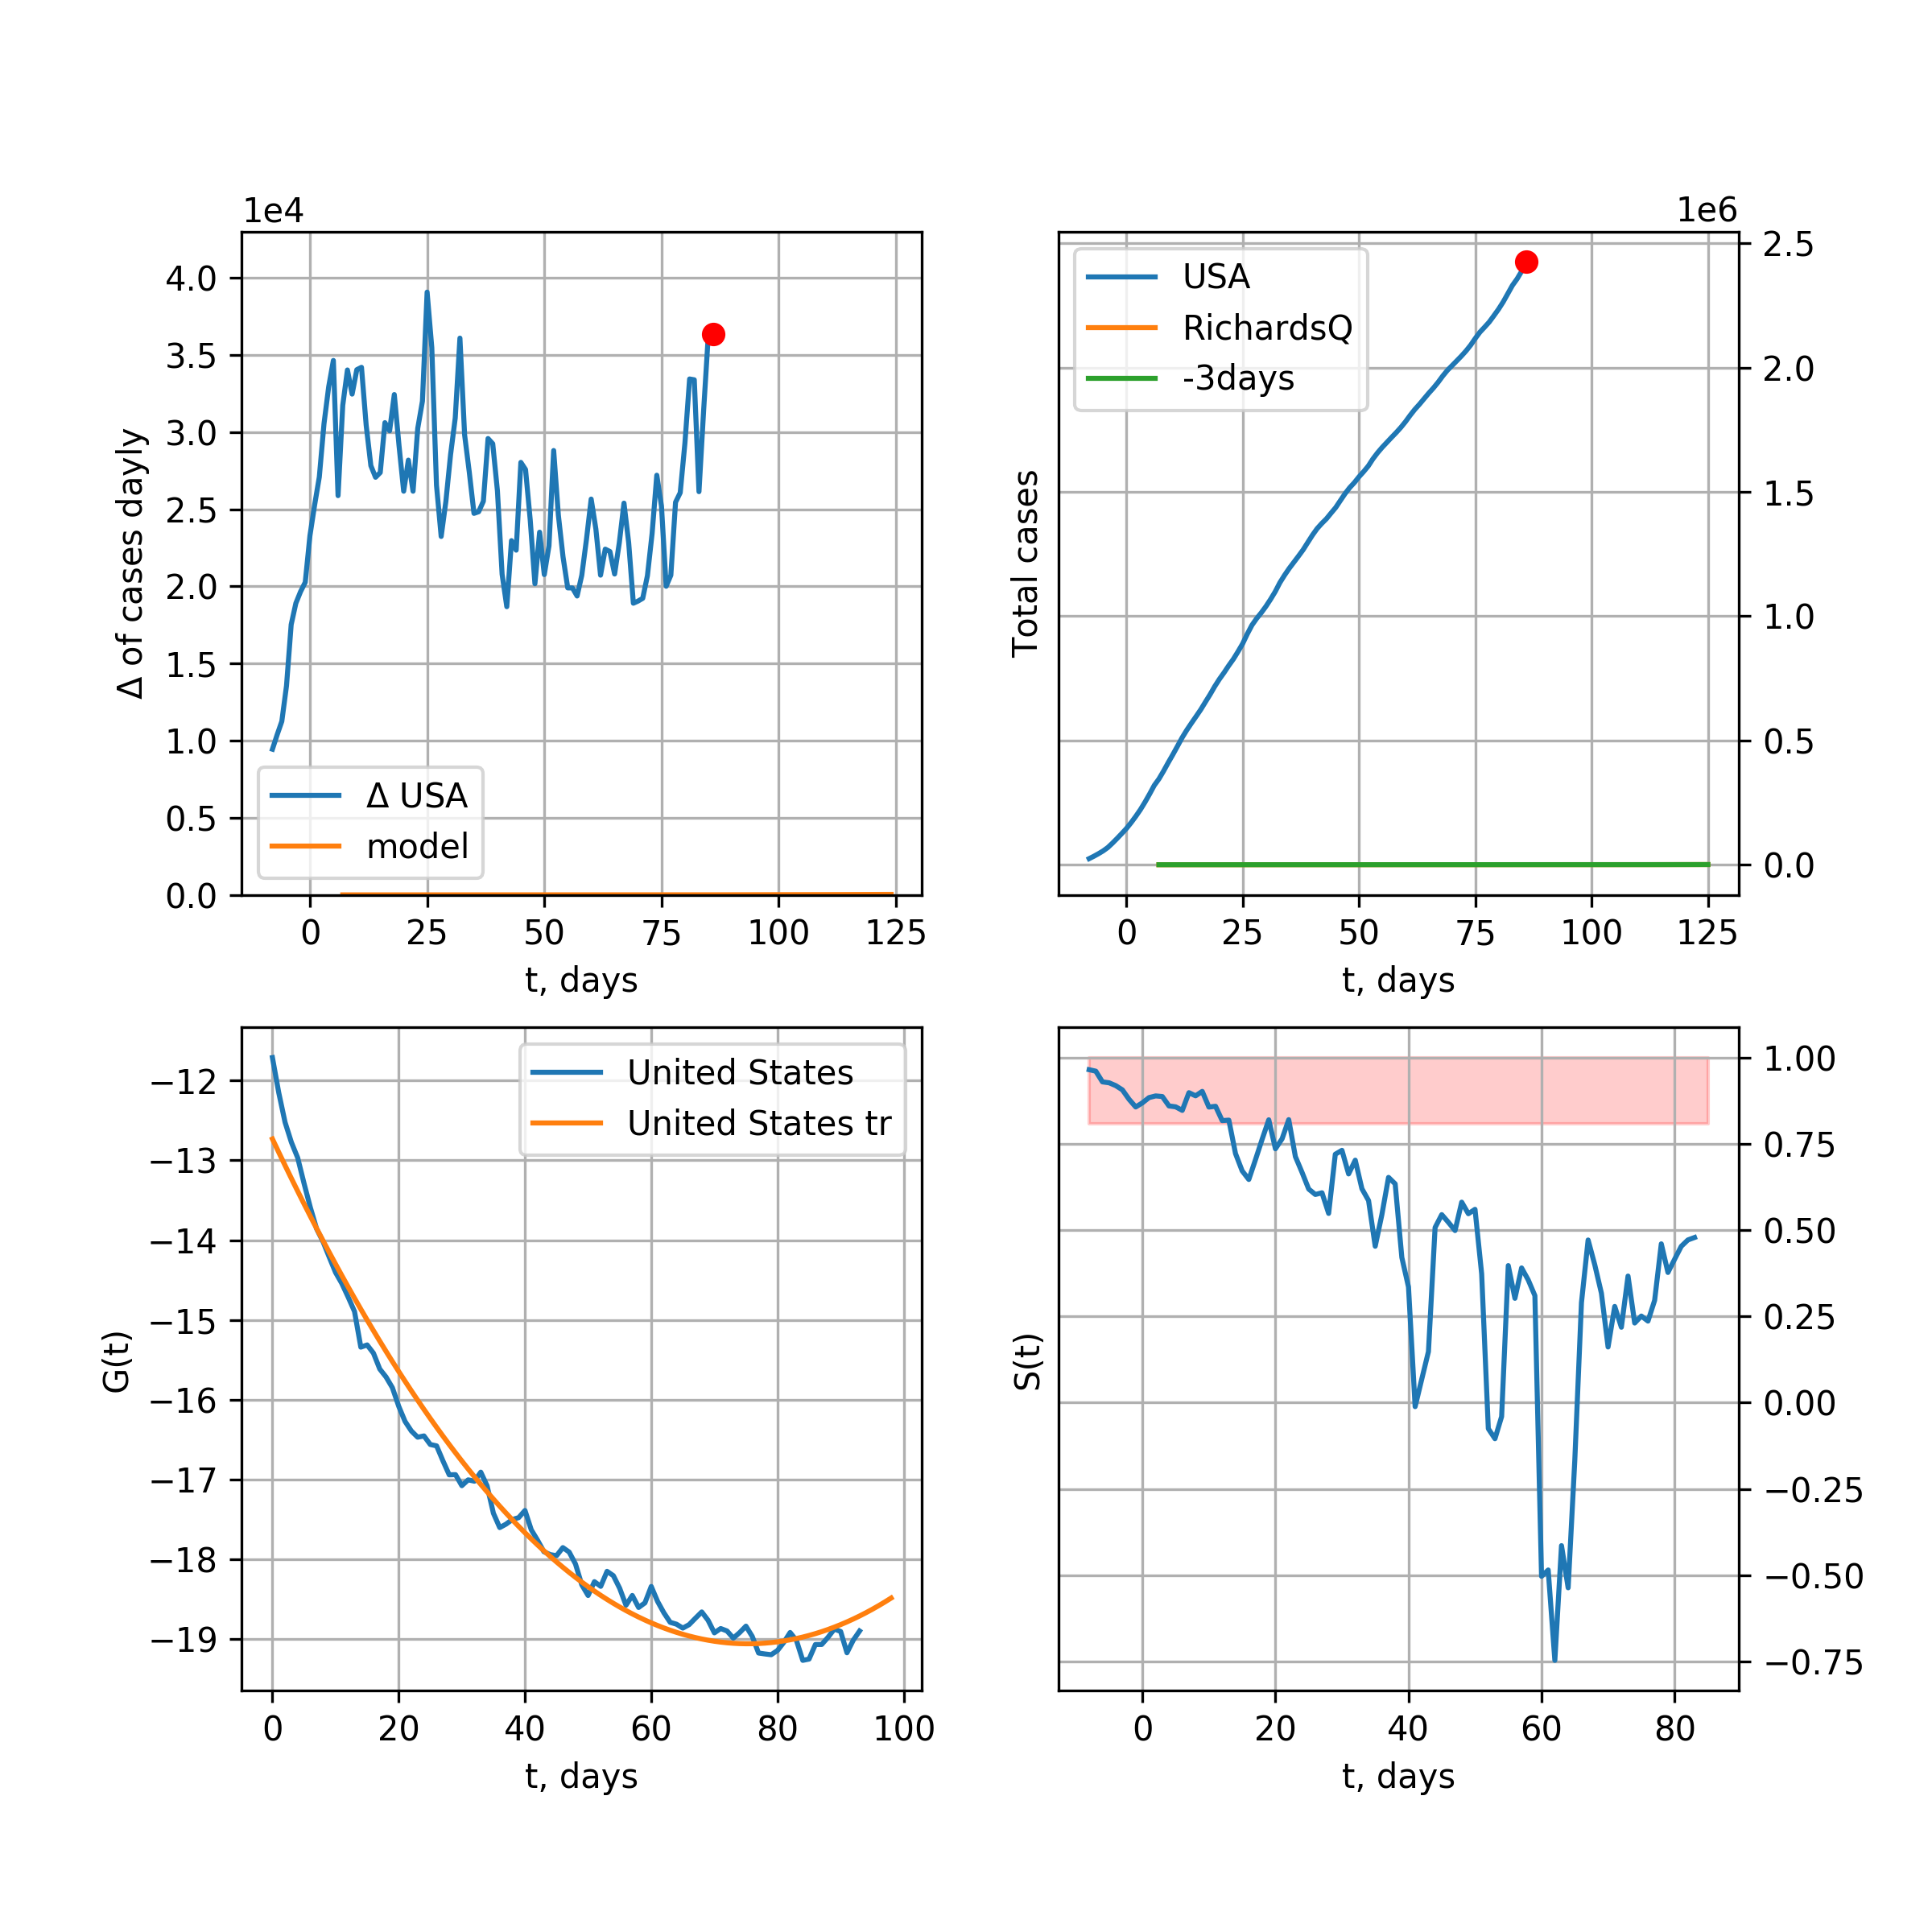 1e4
4.0
3.5
3.0
2.5
2.0
1.5
1.0
0.5
0.0
Δ of cases dayly
Δ USA
model
0 25 50 75 100 125
t, days
1e6
USA
RichardsQ
-3days
Total cases
2.5
2.0
1.5
1.0
0.5
0.0
0 25 50 75 100 125
t, days
−12
−13
−14
−15
−16
−17
−18
−19
G(t)
United States
United States tr
0 20 40 60 80 100
t, days
S(t)
1.00
0.75
0.50
0.25
0.00
−0.25
−0.50
−0.75
0 20 40 60 80
t, days